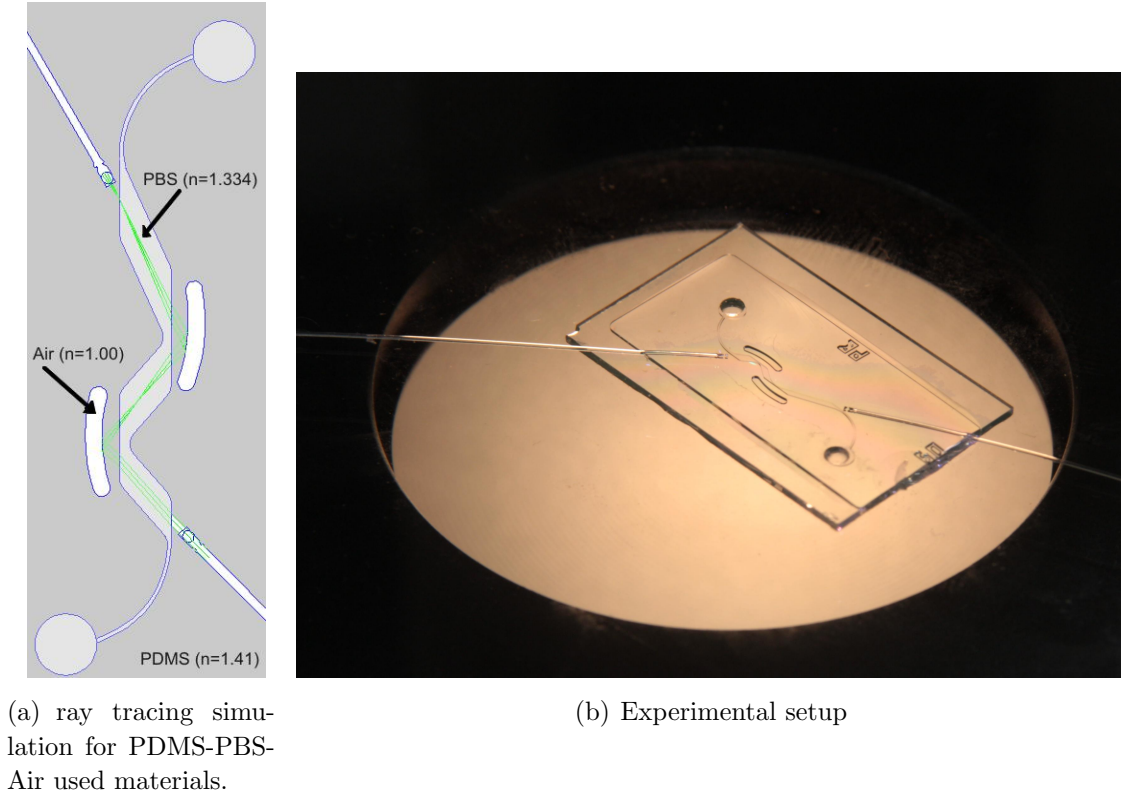 PBS (n=1.334)
Air (n=1.00)
PDMS (n=1.41)
(a) ray tracing simu-
lation for PDMS-PBS-
Air used materials.
(b) Experimental setup